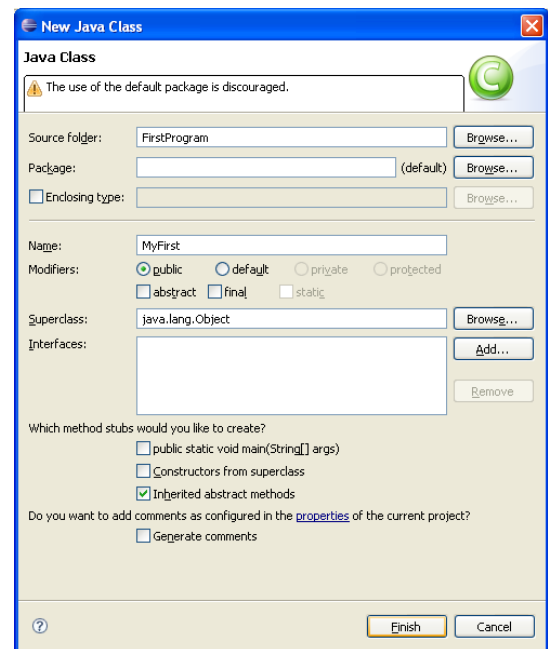 New Java Class
Java Class
The use of the default package is discouraged.
C
Source folder: FirstProgram Browse...
Package: (default) Browse...
Enclosing type: Browse...
Name: MyFirst
Modifiers: public default private protected
abstract final static
Superclass: java.lang.Object Browse...
Interfaces: Add...
Remove
Which method stubs would you like to create?
public static void main(String[] args)
Constructors from superclass
Inherited abstract methods
Do you want to add comments as configured in the properties of the current project?
Generate comments
? Finish Cancel